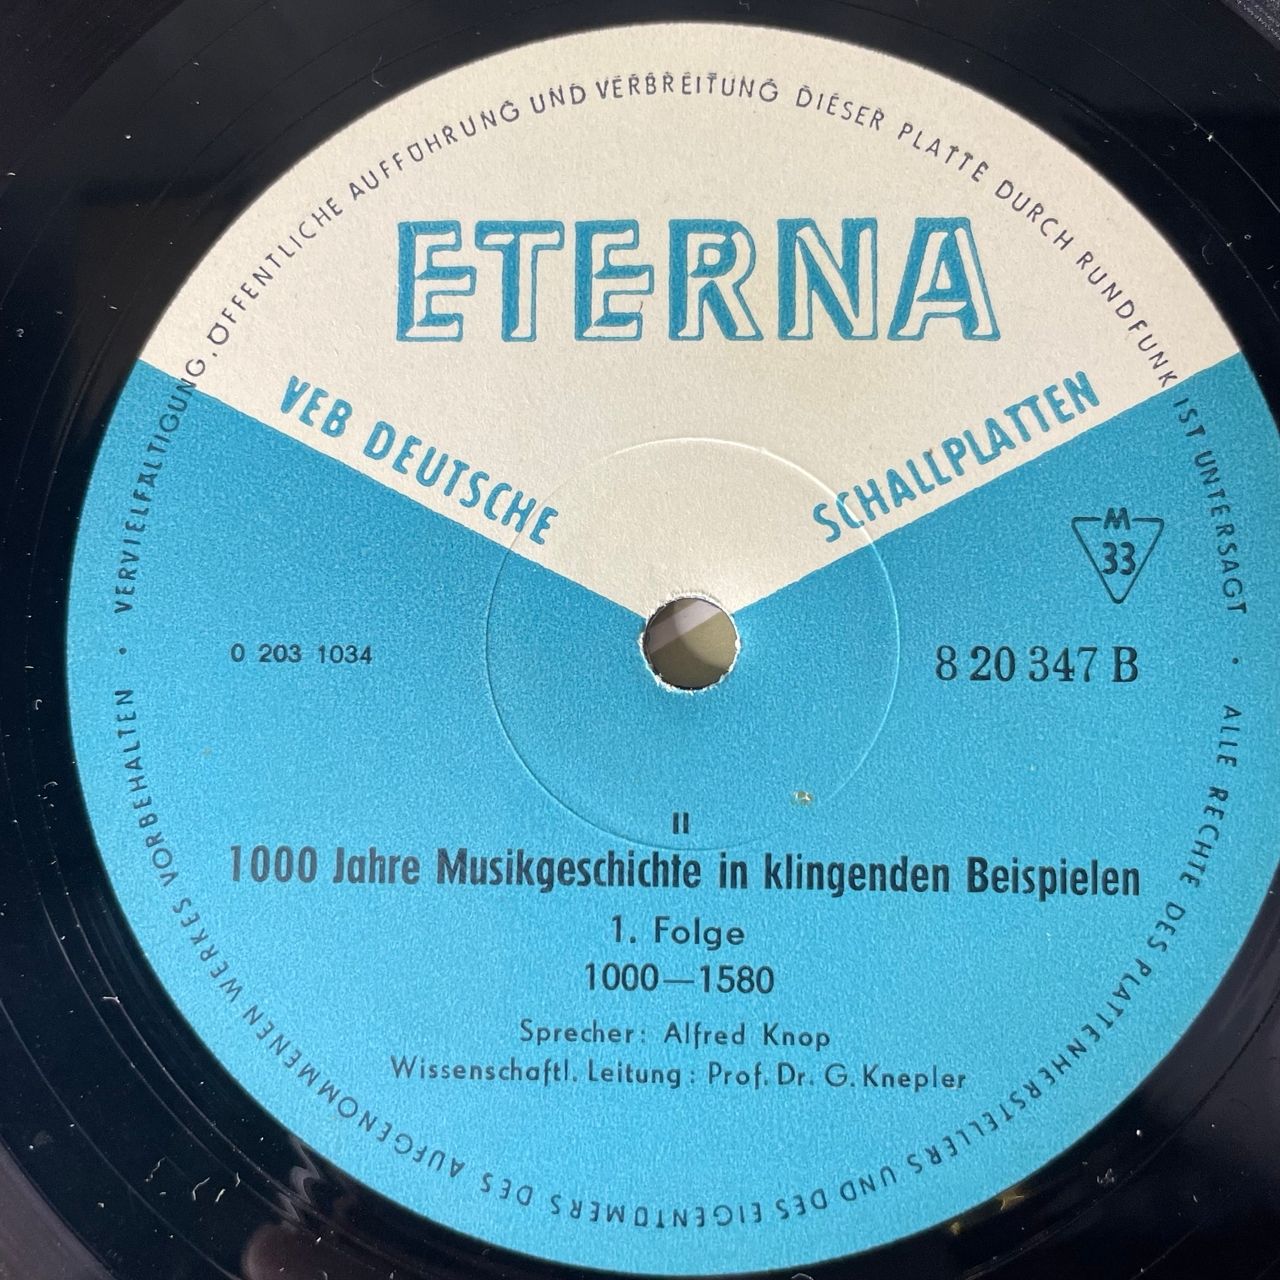 VERVIELFÄLTIGUNG, ÖFFENTLICHE AUFFÜHRUNG UND VERBREITUNG DIESER PLATTE DURCH RUNDFUNK IST UNTERSAGT •
ALLE RECHTE DES PLATTENHERSTELLERS UND DES EIGENTÜMERS DES AUFGENOMMENEN WERKES VORBEHALTEN •
ETERNA
VEB DEUTSCHE SCHALLPLATTEN
M
33
0 203 1034
8 20 347 B
II
1000 Jahre Musikgeschichte in klingenden Beispielen
1. Folge
1000—1580
Sprecher: Alfred Knop
Wissenschaftl. Leitung: Prof. Dr. G. Knepler